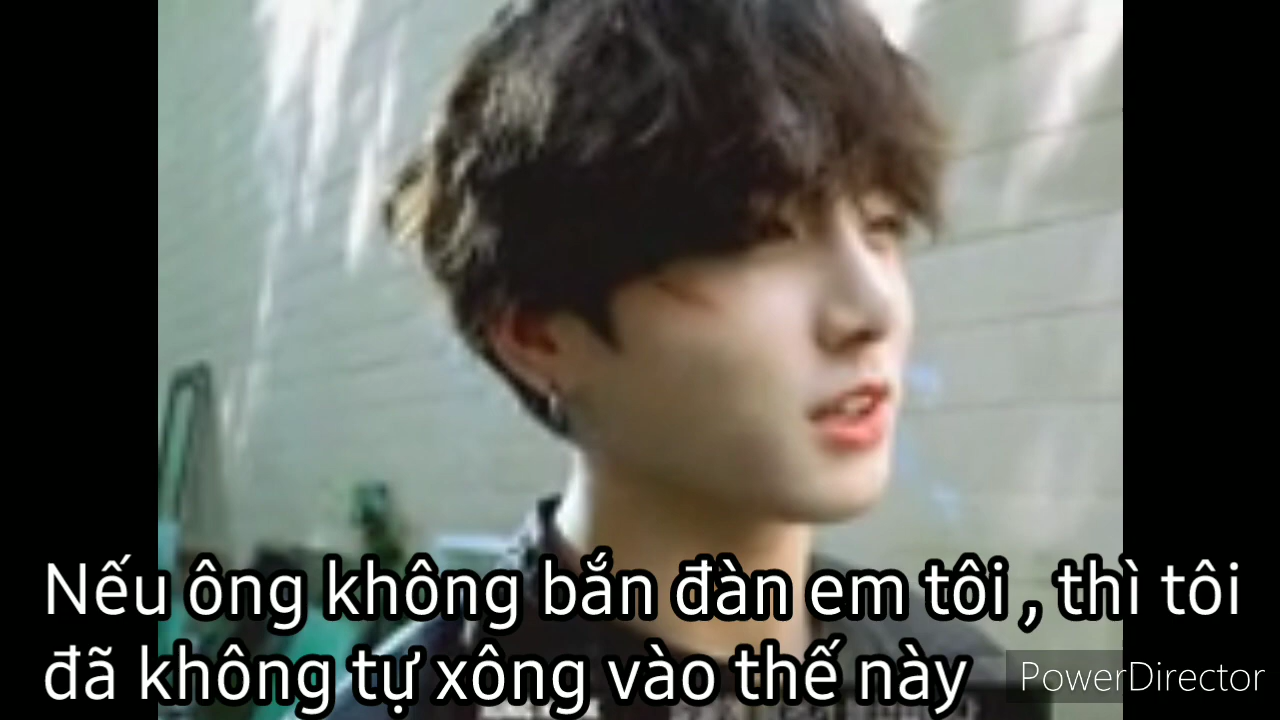 Nếu ông không bắn đàn em tôi , thì tôi
đã không tự xông vào thế này
PowerDirector